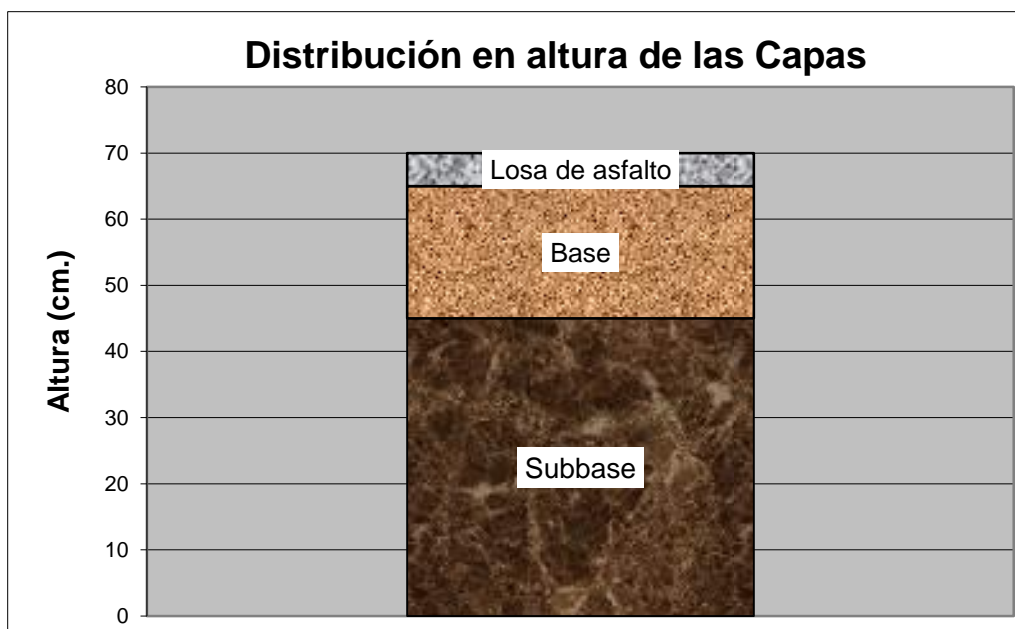 Distribución en altura de las Capas
80
70
60
50
40
30
20
10
0
Altura (cm.)
Losa de asfalto
Base
Subbase